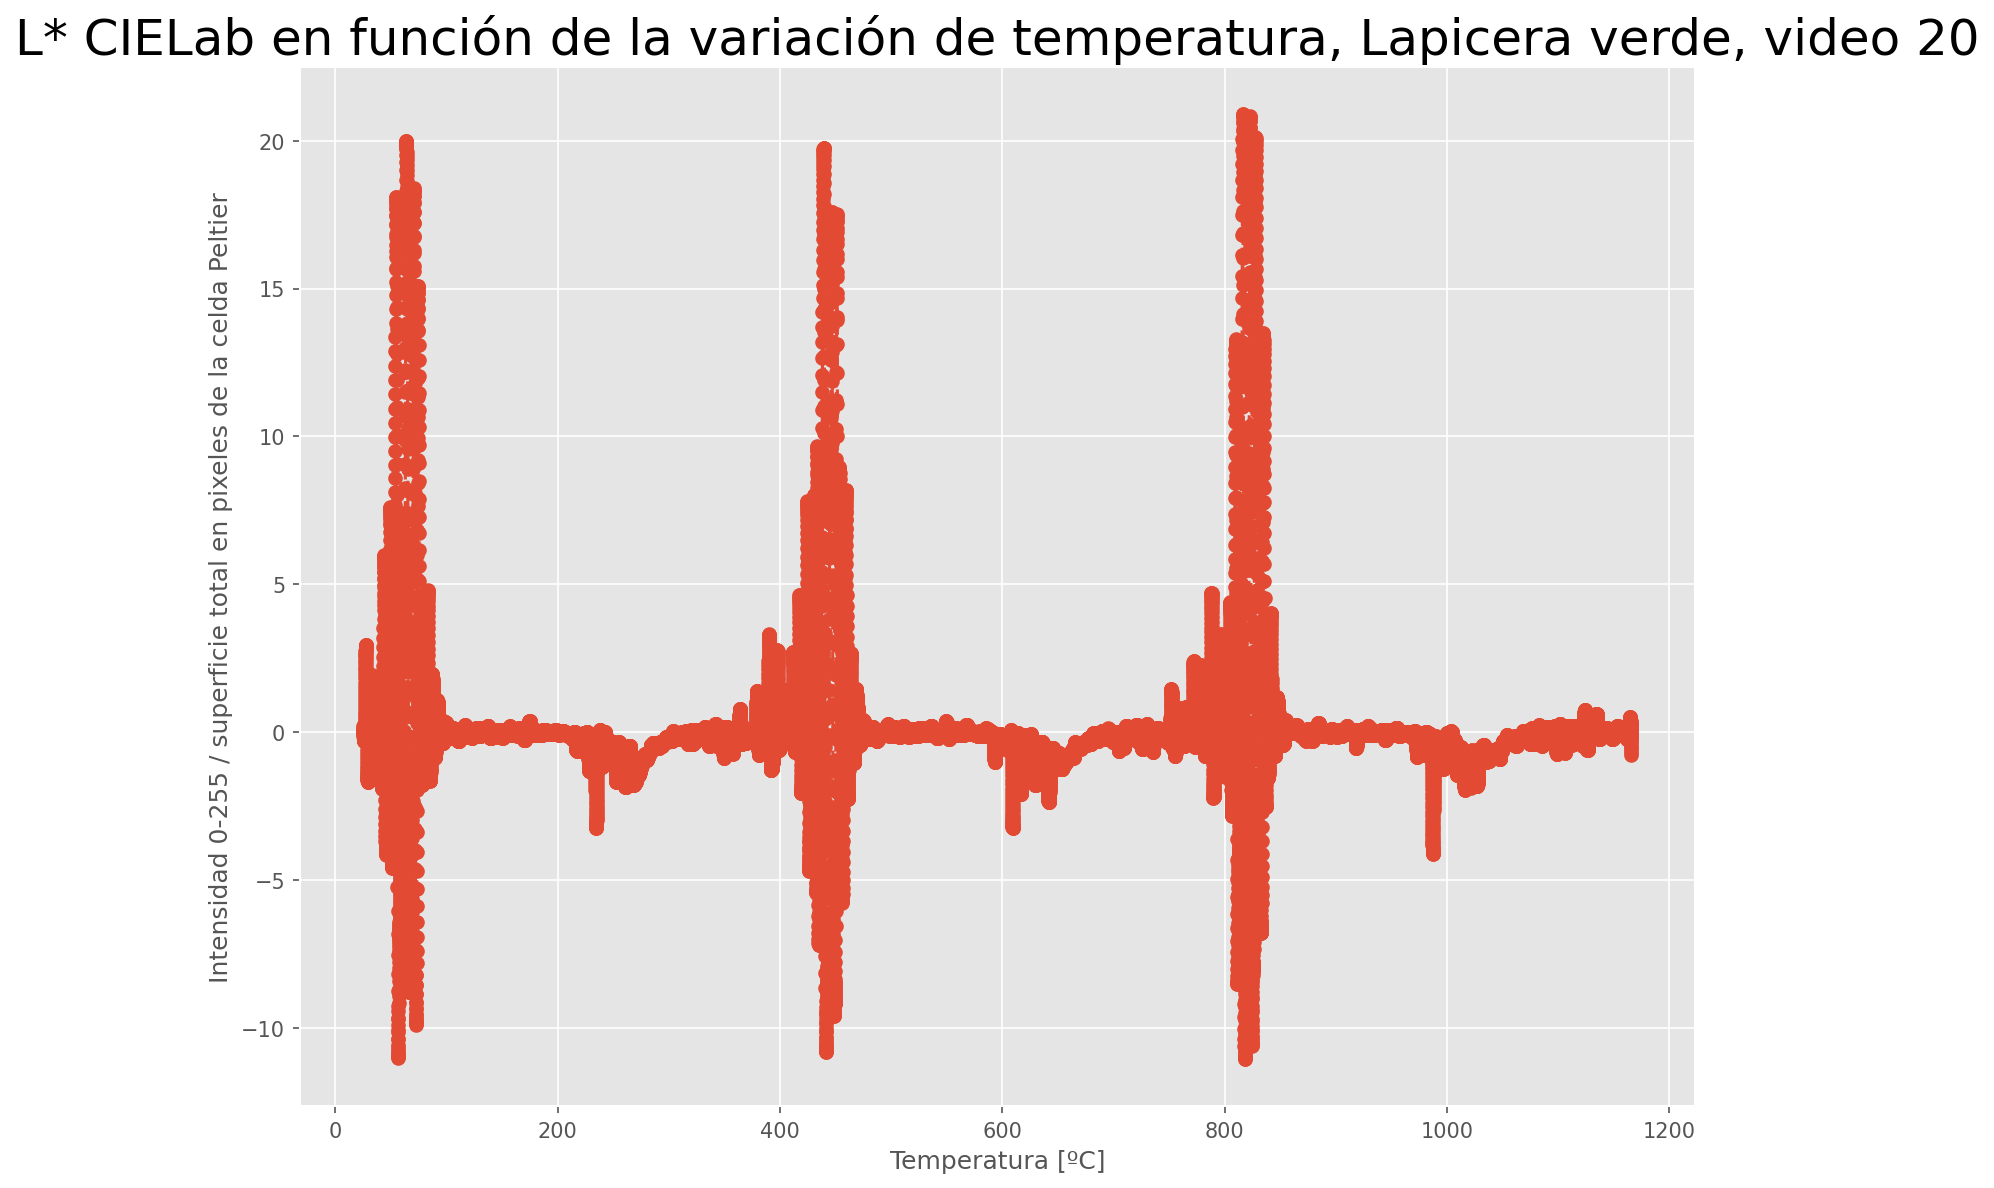 L* CIELab en función de la variación de temperatura, Lapicera verde, video 20
Intensidad 0-255 / superficie total en pixeles de la celda Peltier
20
15
10
5
0
−5
−10
0 200 400 600 800 1000 1200
Temperatura [ºC]